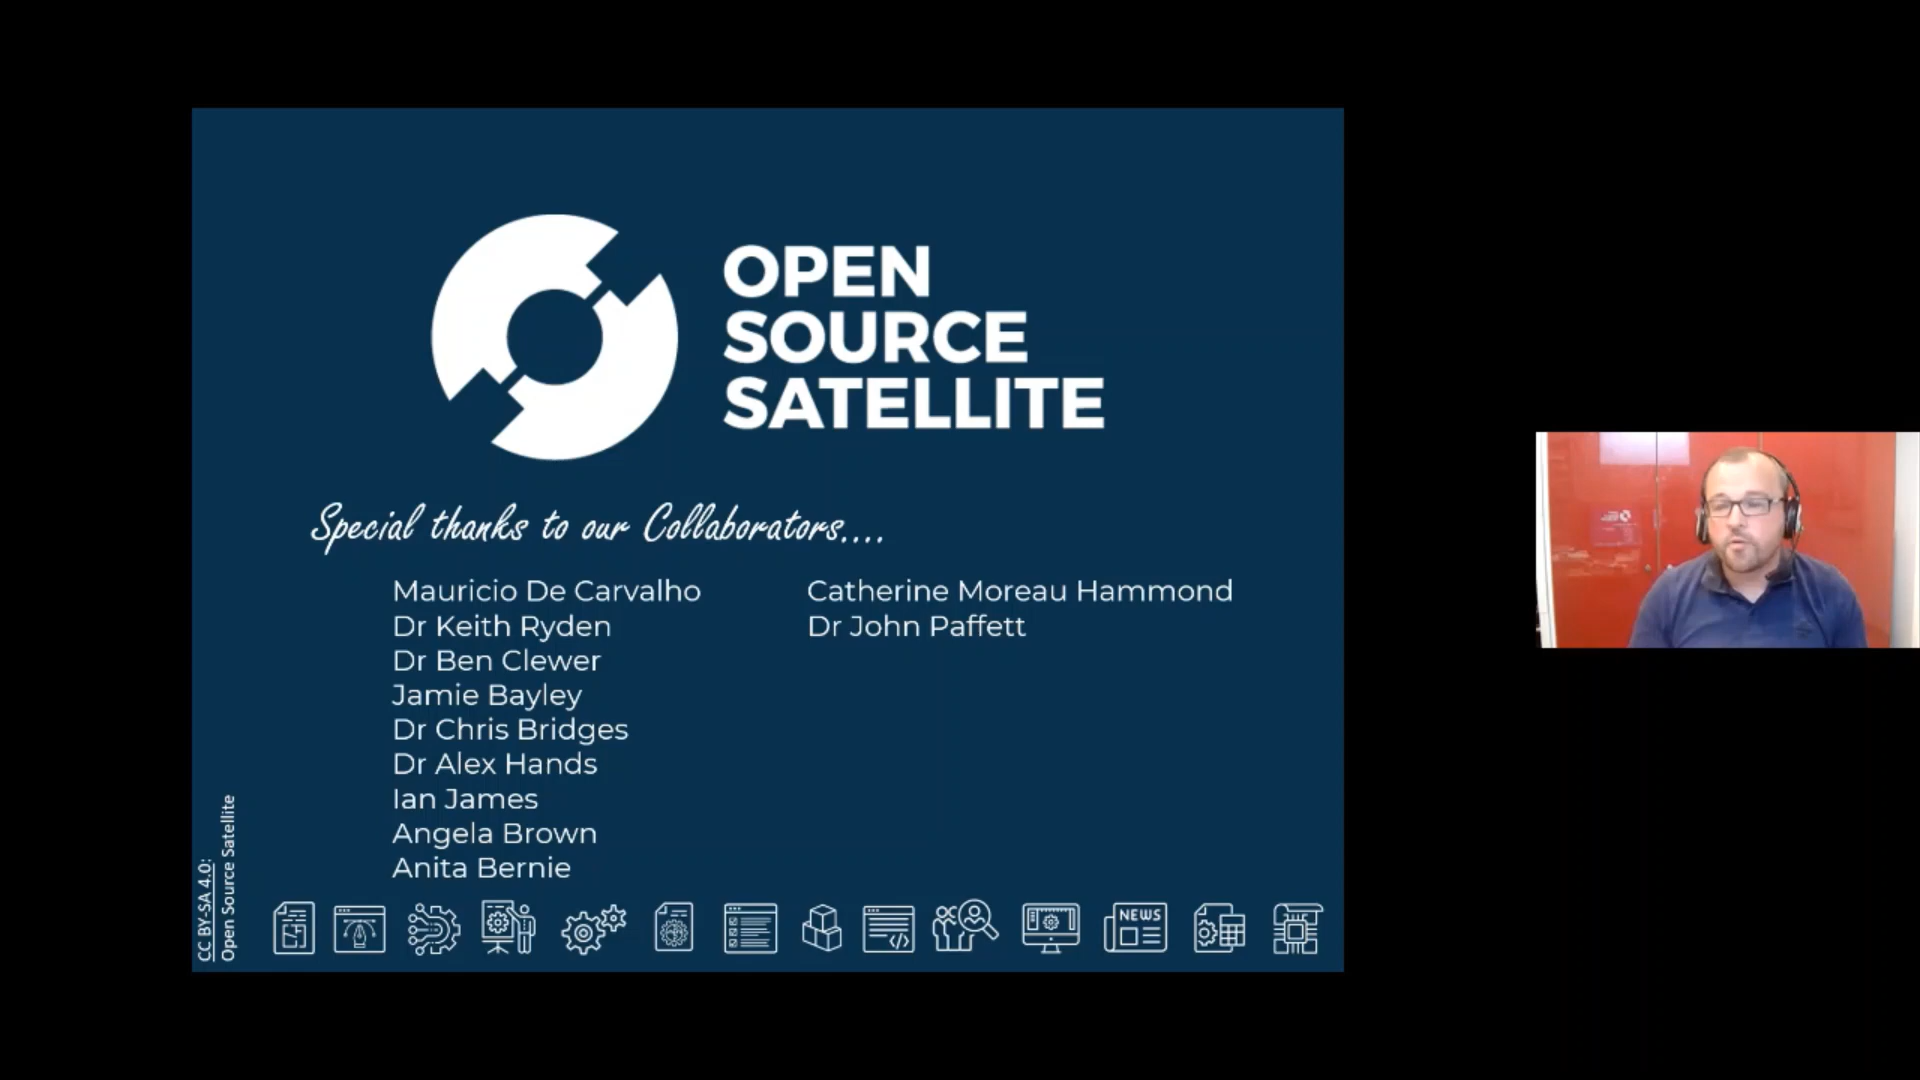 OPEN
SOURCE
SATELLITE
Special thanks to our Collaborators....
Mauricio De Carvalho
Dr Keith Ryden
Dr Ben Clewer
Jamie Bayley
Dr Chris Bridges
Dr Alex Hands
Ian James
Angela Brown
Anita Bernie
Catherine Moreau Hammond
Dr John Paffett
CC BY-SA 4.0:
Open Source Satellite
NEWS